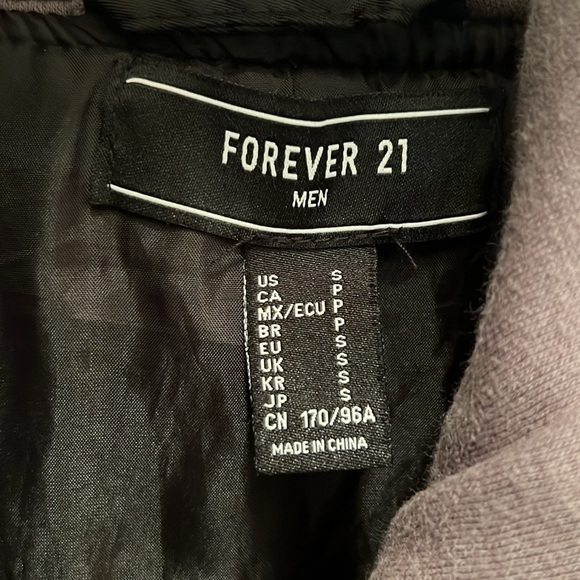 FOREVER 21
MEN
US S
CA P
MX/ECU P
BR P
EU S
UK S
KR S
JP S
CN 170/96A
MADE IN CHINA